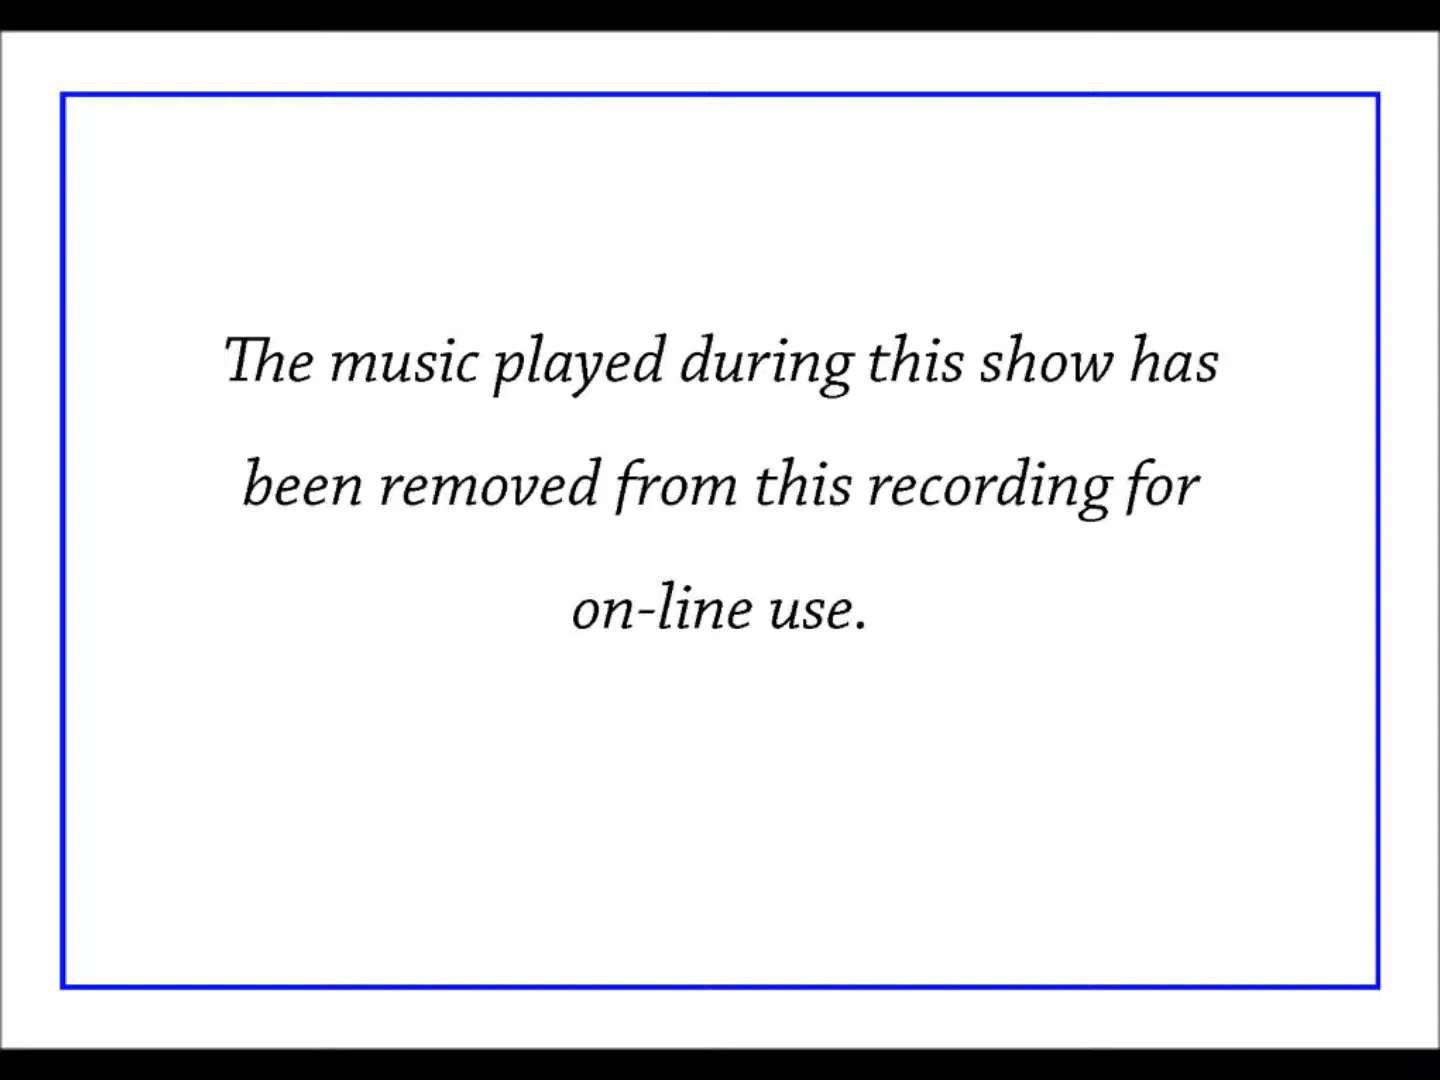 The music played during this show has
been removed from this recording for
on-line use.